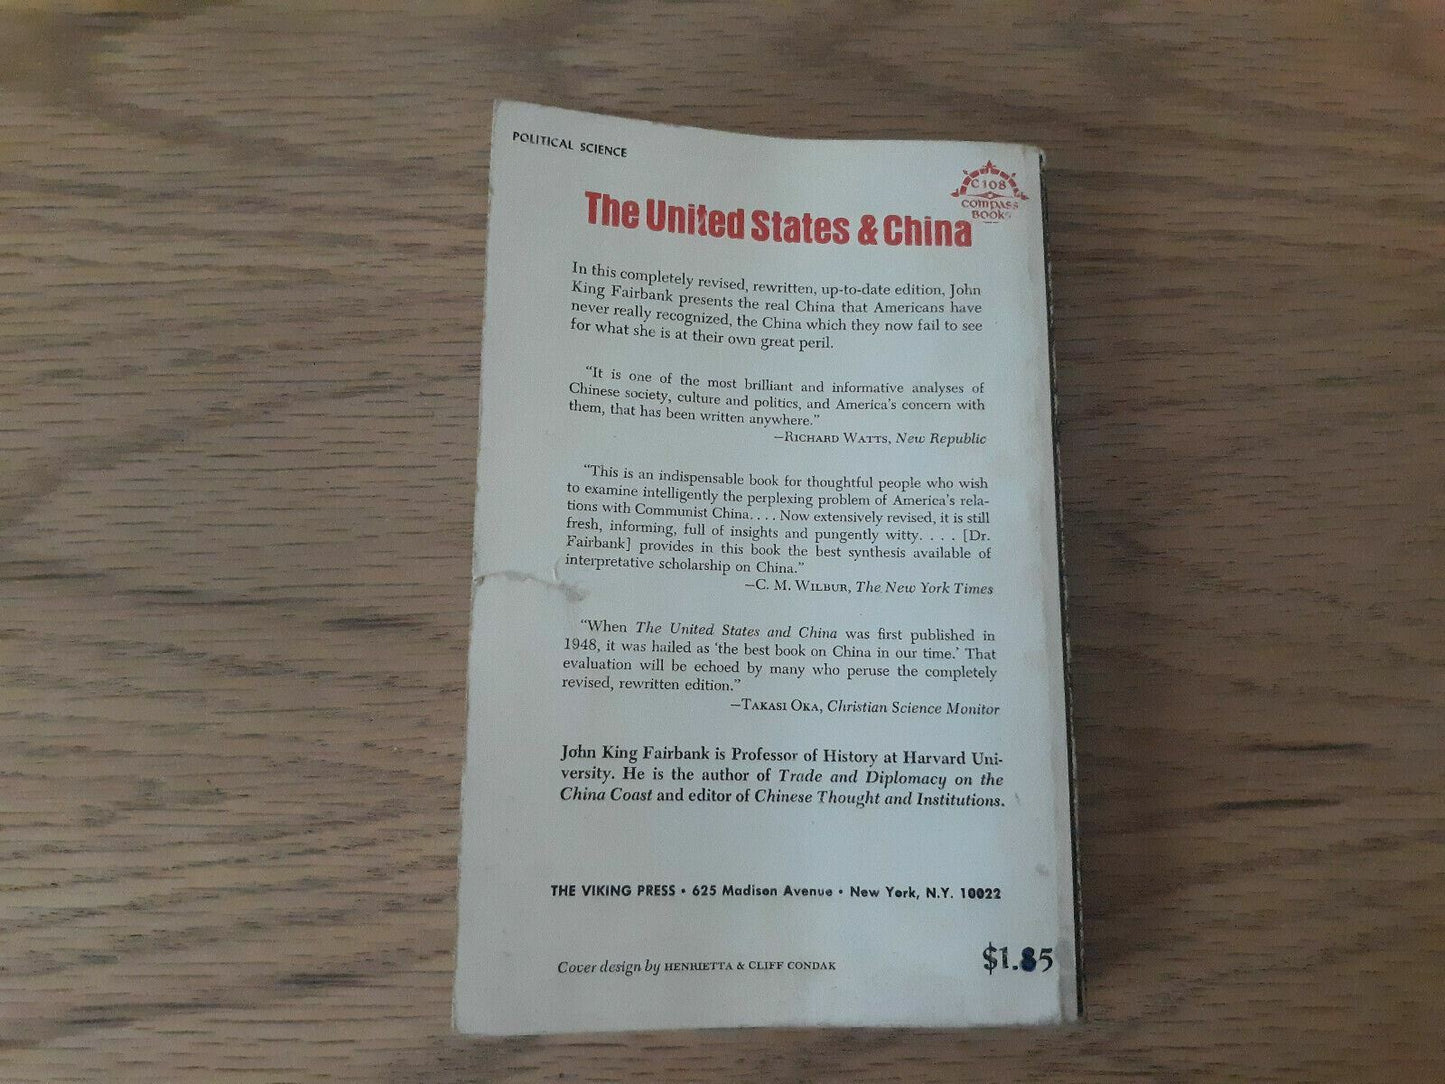 POLITICAL SCIENCE
C 108
COMPASS
BOOKS
The United States & China
In this completely revised, rewritten, up-to-date edition, John
King Fairbank presents the real China that Americans have
never really recognized, the China which they now fail to see
for what she is at their own great peril.
"It is one of the most brilliant and informative analyses of
Chinese society, culture and politics, and America's concern with
them, that has been written anywhere."
—RICHARD WATTS, New Republic
"This is an indispensable book for thoughtful people who wish
to examine intelligently the perplexing problem of America's rela-
tions with Communist China. . . . Now extensively revised, it is still
fresh, informing, full of insights and pungently witty. . . . [Dr.
Fairbank] provides in this book the best synthesis available of
interpretative scholarship on China."
—C. M. WILBUR, The New York Times
"When The United States and China was first published in
1948, it was hailed as 'the best book on China in our time.' That
evaluation will be echoed by many who peruse the completely
revised, rewritten edition."
—TAKASI OKA, Christian Science Monitor
John King Fairbank is Professor of History at Harvard Uni-
versity. He is the author of Trade and Diplomacy on the
China Coast and editor of Chinese Thought and Institutions.
THE VIKING PRESS • 625 Madison Avenue • New York, N.Y. 10022
Cover design by HENRIETTA & CLIFF CONDAK
$1.85